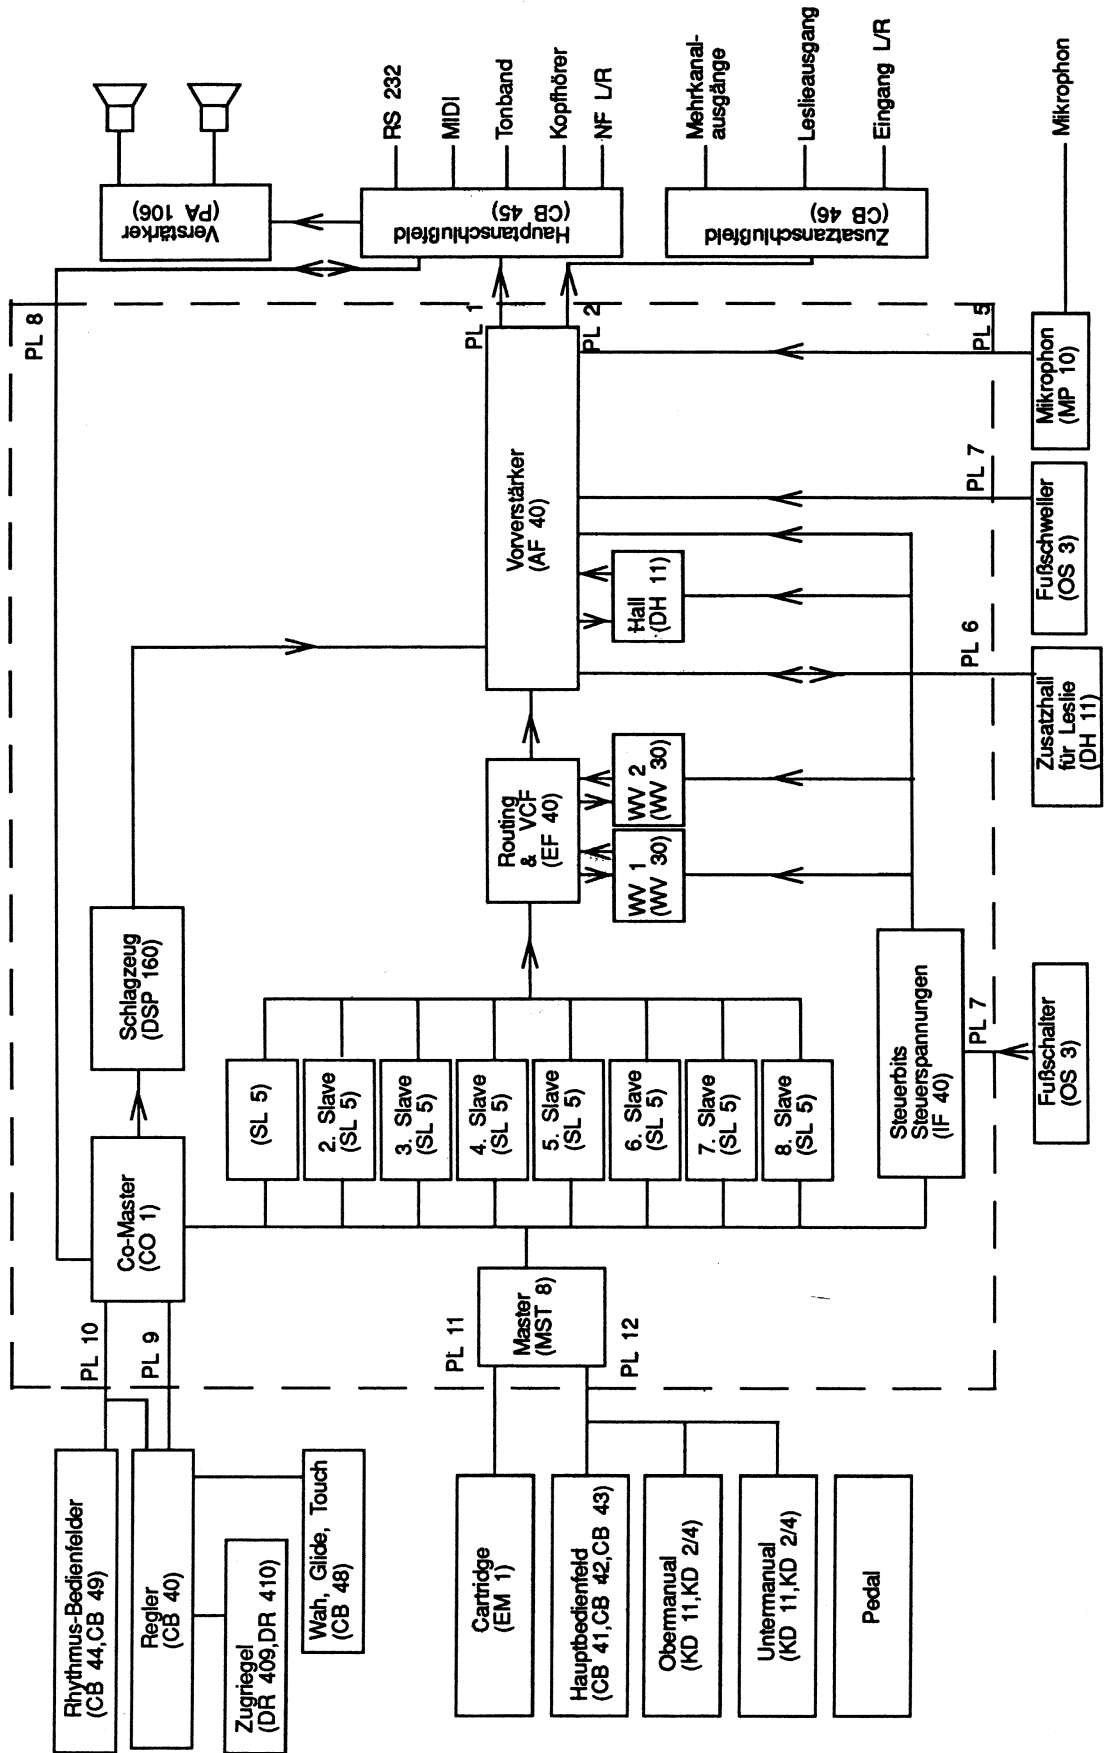 Rhythmus-Bedienfelder
(CB 44,CB 49)
Regler
(CB 40)
Zugriegel
(DR 409,DR 410)
Wah, Glide, Touch
(CB 48)
Cartridge
(EM 1)
Hauptbedienfeld
(CB 41,CB 42,CB 43)
Obermanual
(KD 11,KD 2/4)
Untermanual
(KD 11,KD 2/4)
Pedal
PL 10
PL 9
PL 11
PL 12
Co-Master
(CO 1)
Master
(MST 8)
Schlagzeug
(DSP 160)
(SL 5)
2. Slave
(SL 5)
3. Slave
(SL 5)
4. Slave
(SL 5)
5. Slave
(SL 5)
6. Slave
(SL 5)
7. Slave
(SL 5)
8. Slave
(SL 5)
Steuerbits
Steuerspannungen
(IF 40)
PL 7
Fußschalter
(OS 3)
Routing
& VCF
(EF 40)
WV 1
(WV 30)
WV 2
(WV 30)
Vorverstärker
(AF 40)
Hall
(DH 11)
PL 6
Zusatzhall
für Leslie
(DH 11)
PL 7
Fußschweller
(OS 3)
PL 5
Mikrophon
(MP 10)
Mikrophon
PL 8
PL 1
PL 2
Verstärker
(PA 106)
Hauptanschlußfeld
(CB 45)
Zusatzanschlußfeld
(CB 46)
RS 232
MIDI
Tonband
Kopfhörer
NF L/R
Mehrkanal-
ausgänge
Leslieausgang
Eingang L/R